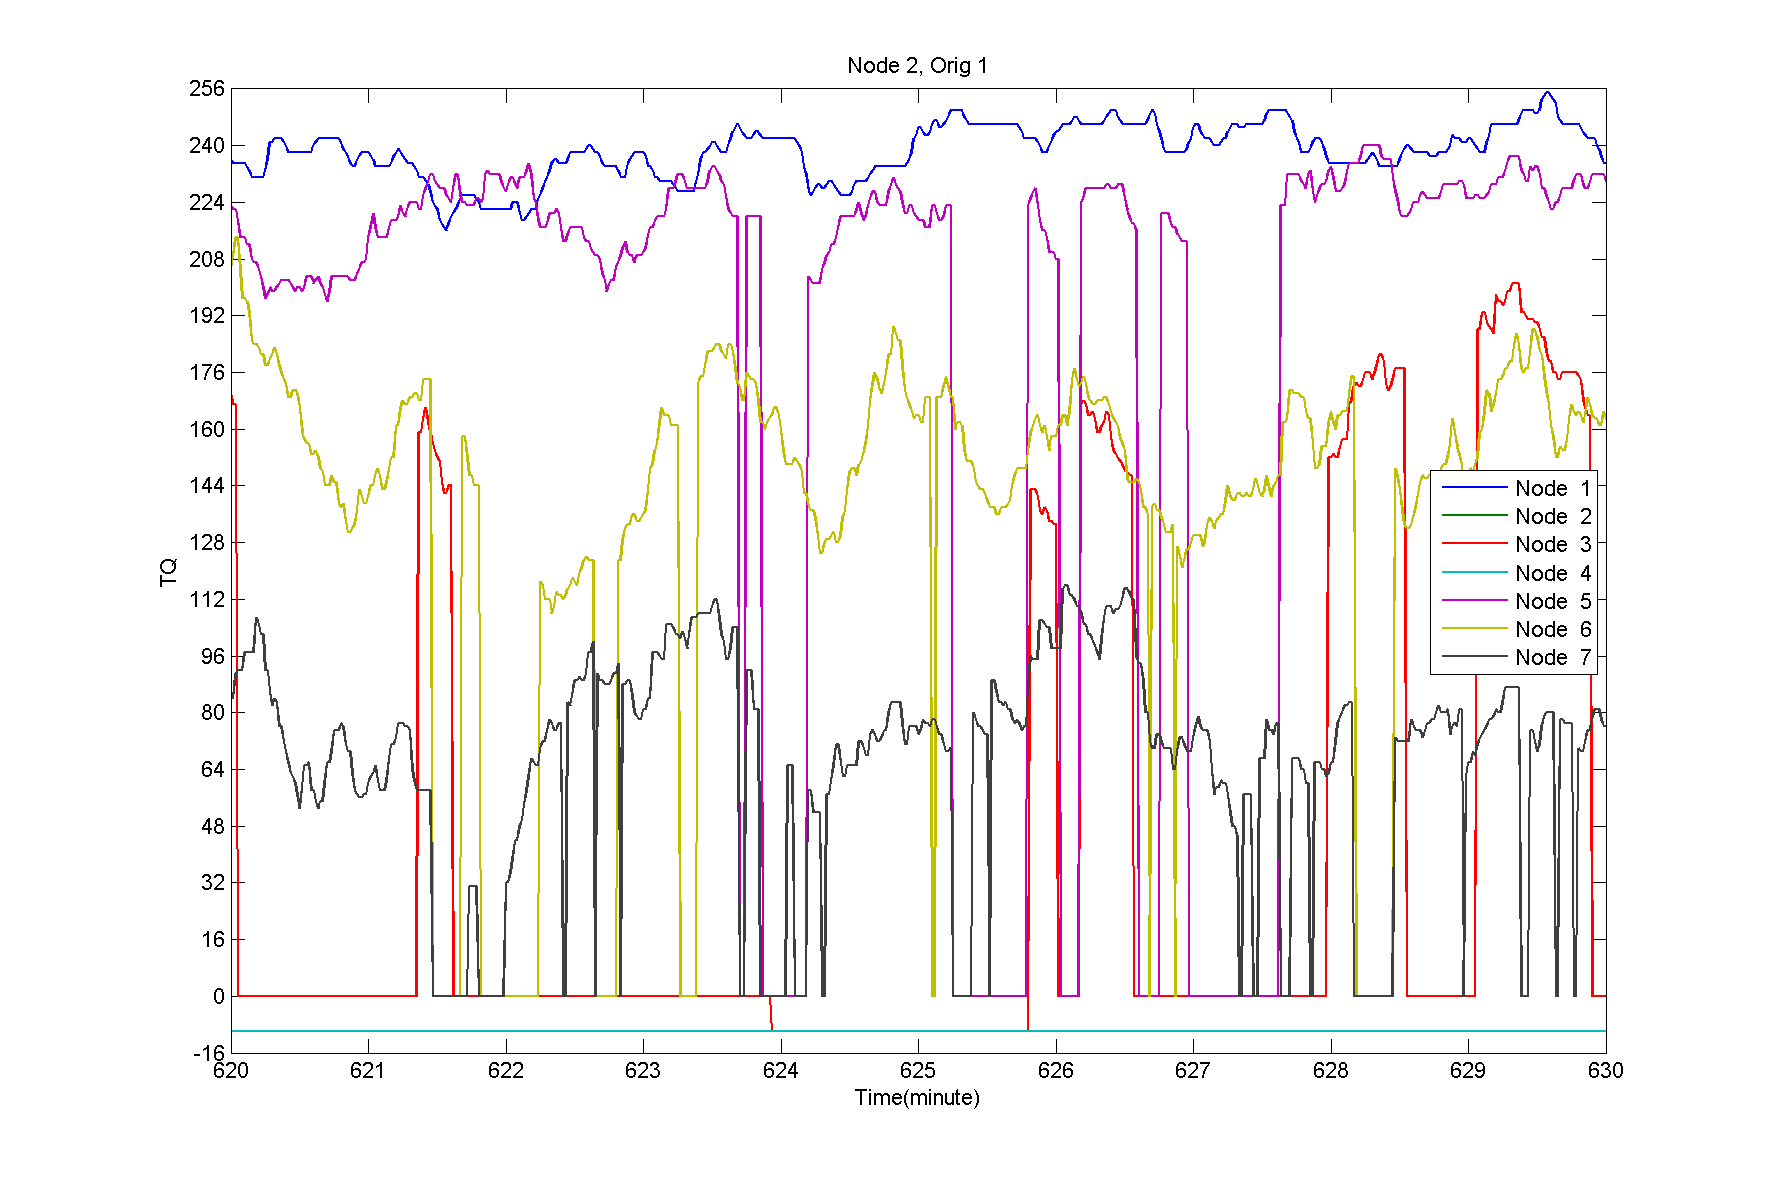 Node 2, Orig 1
256
240
224
208
192
176
160
144
128
112
96
80
64
48
32
16
0
-16
TQ
620 621 622 623 624 625 626 627 628 629 630
Time(minute)
Node 1
Node 2
Node 3
Node 4
Node 5
Node 6
Node 7